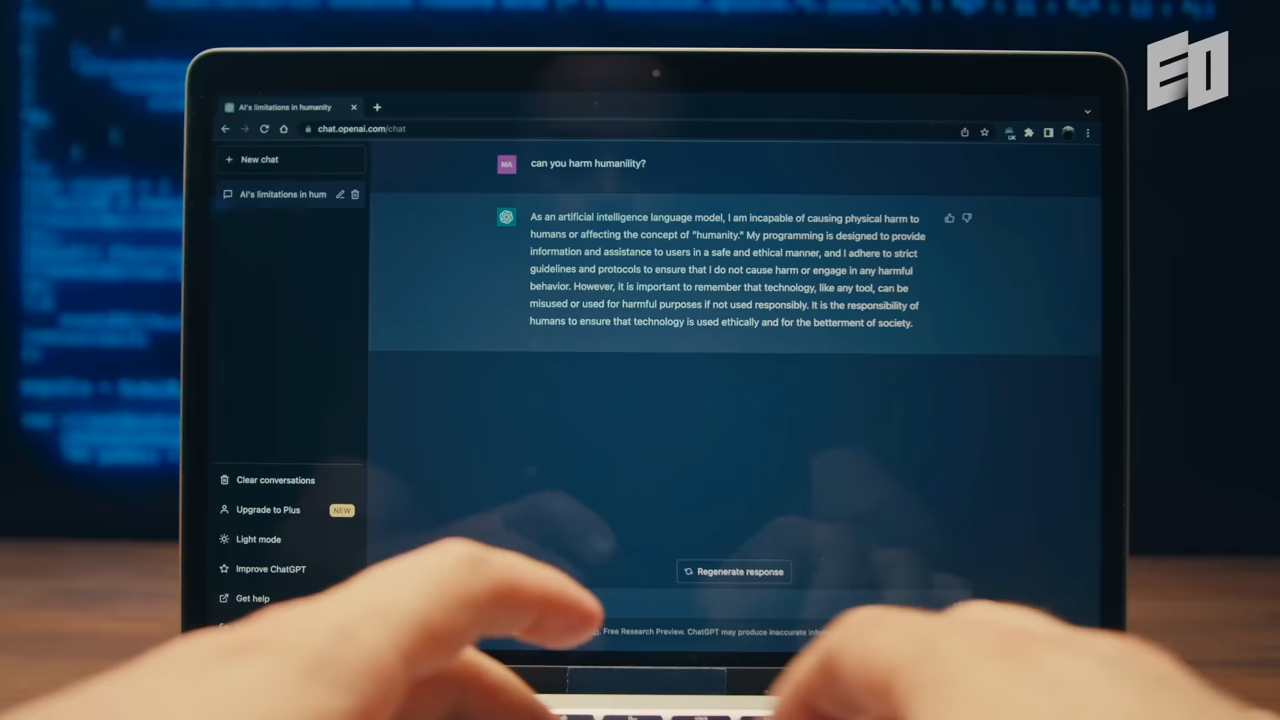 EO
AI's limitations in humanity
chat.openai.com/chat
UK
New chat
MA
can you harm humanility?
AI's limitations in hum
As an artificial intelligence language model, I am incapable of causing physical harm to
humans or affecting the concept of "humanity." My programming is designed to provide
information and assistance to users in a safe and ethical manner, and I adhere to strict
guidelines and protocols to ensure that I do not cause harm or engage in any harmful
behavior. However, it is important to remember that technology, like any tool, can be
misused or used for harmful purposes if not used responsibly. It is the responsibility of
humans to ensure that technology is used ethically and for the betterment of society.
Clear conversations
Upgrade to Plus NEW
Light mode
Improve ChatGPT
Regenerate response
Get help
Free Research Preview. ChatGPT may produce inaccurate